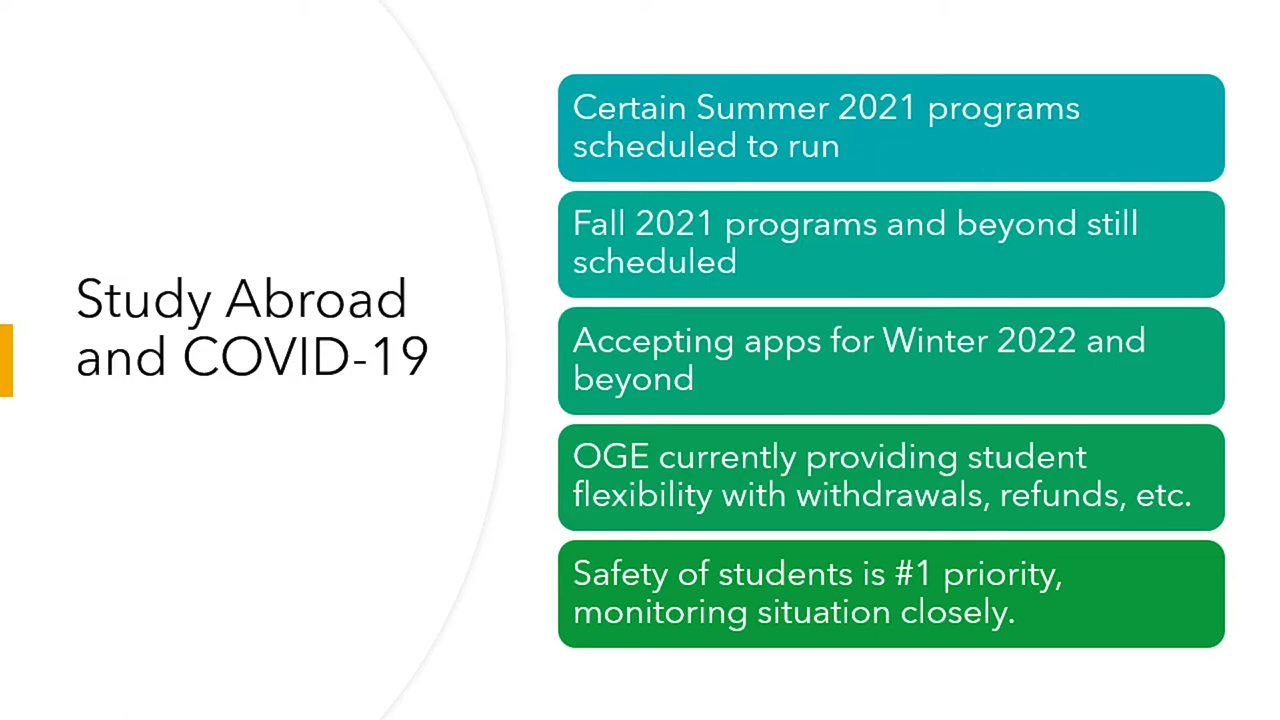 Study Abroad
and COVID-19
Certain Summer 2021 programs
scheduled to run
Fall 2021 programs and beyond still
scheduled
Accepting apps for Winter 2022 and
beyond
OGE currently providing student
flexibility with withdrawals, refunds, etc.
Safety of students is #1 priority,
monitoring situation closely.